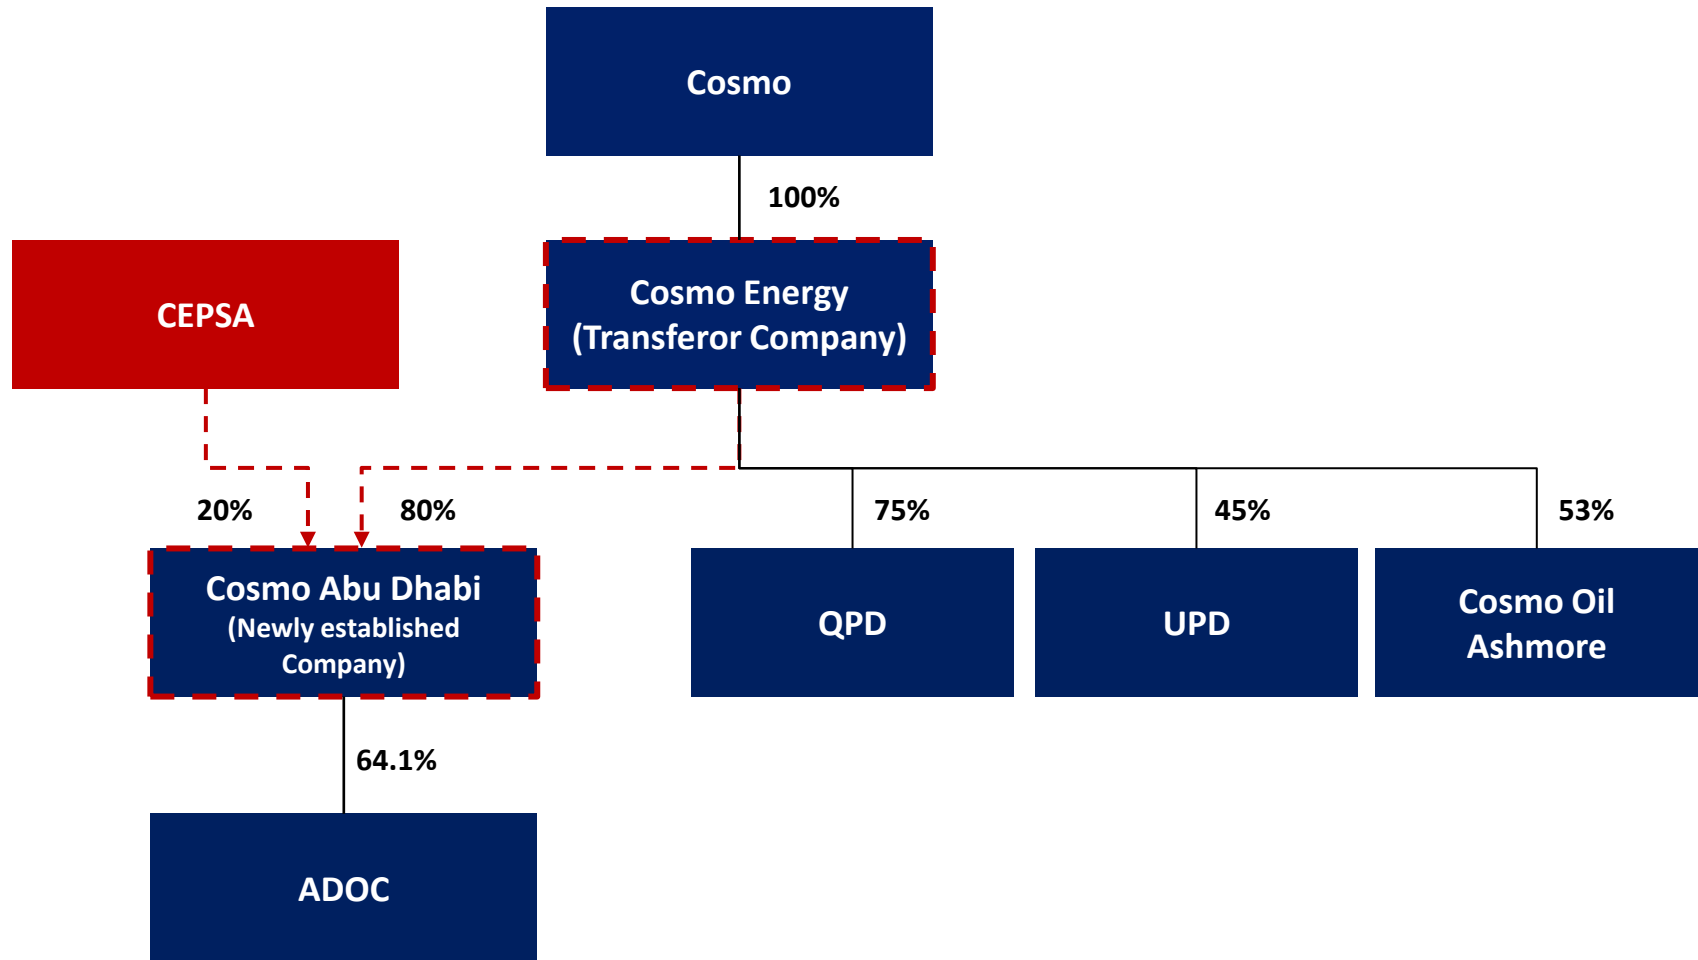 Cosmo
100%
CEPSA
Cosmo Energy
(Transferor Company)
20%
80%
75%
45%
53%
Cosmo Abu Dhabi
(Newly established
Company)
QPD
UPD
Cosmo Oil
Ashmore
64.1%
ADOC